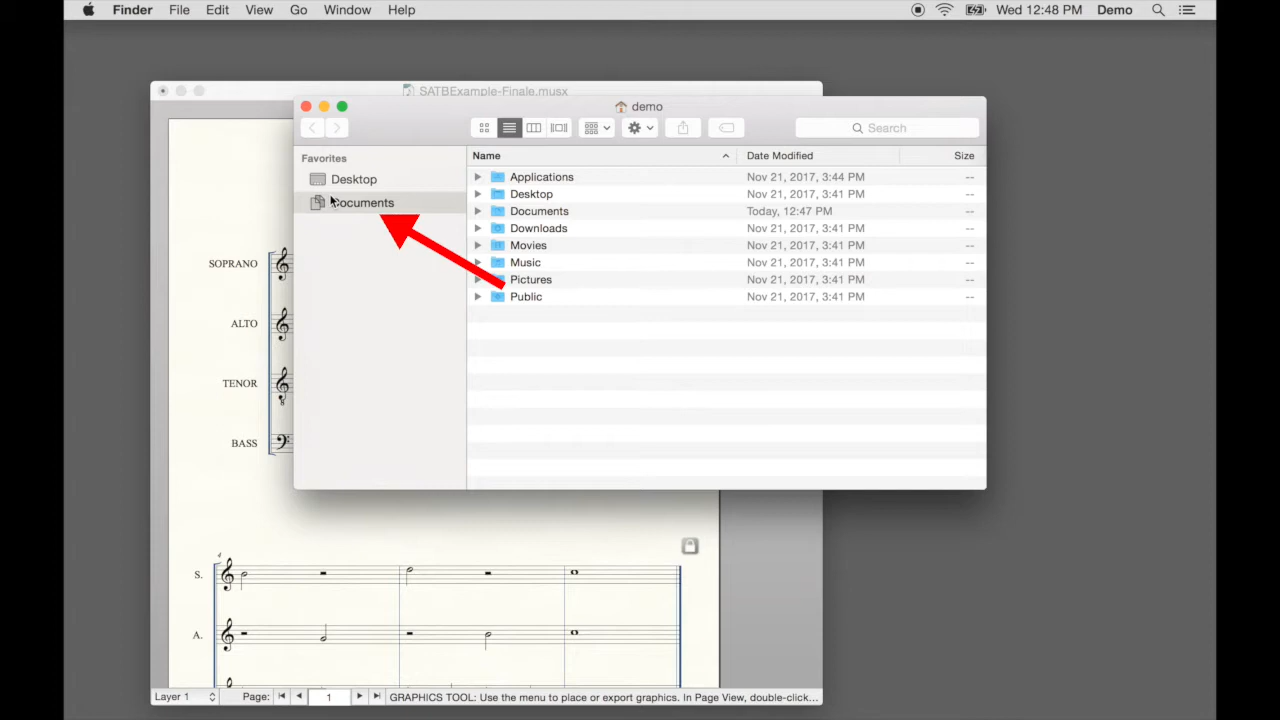 Finder File Edit View Go Window Help Wed 12:48 PM Demo
SATBExample-Finale.musx
demo
Search
Favorites
Desktop
Documents
Name Date Modified Size
Applications Nov 21, 2017, 3:44 PM --
Desktop Nov 21, 2017, 3:41 PM --
Documents Today, 12:47 PM --
Downloads Nov 21, 2017, 3:41 PM --
Movies Nov 21, 2017, 3:41 PM --
Music Nov 21, 2017, 3:41 PM --
Pictures Nov 21, 2017, 3:41 PM --
Public Nov 21, 2017, 3:41 PM --
SOPRANO
ALTO
TENOR
8
BASS
4
S.
A.
Layer 1 Page: 1 GRAPHICS TOOL: Use the menu to place or export graphics. In Page View, double-click...